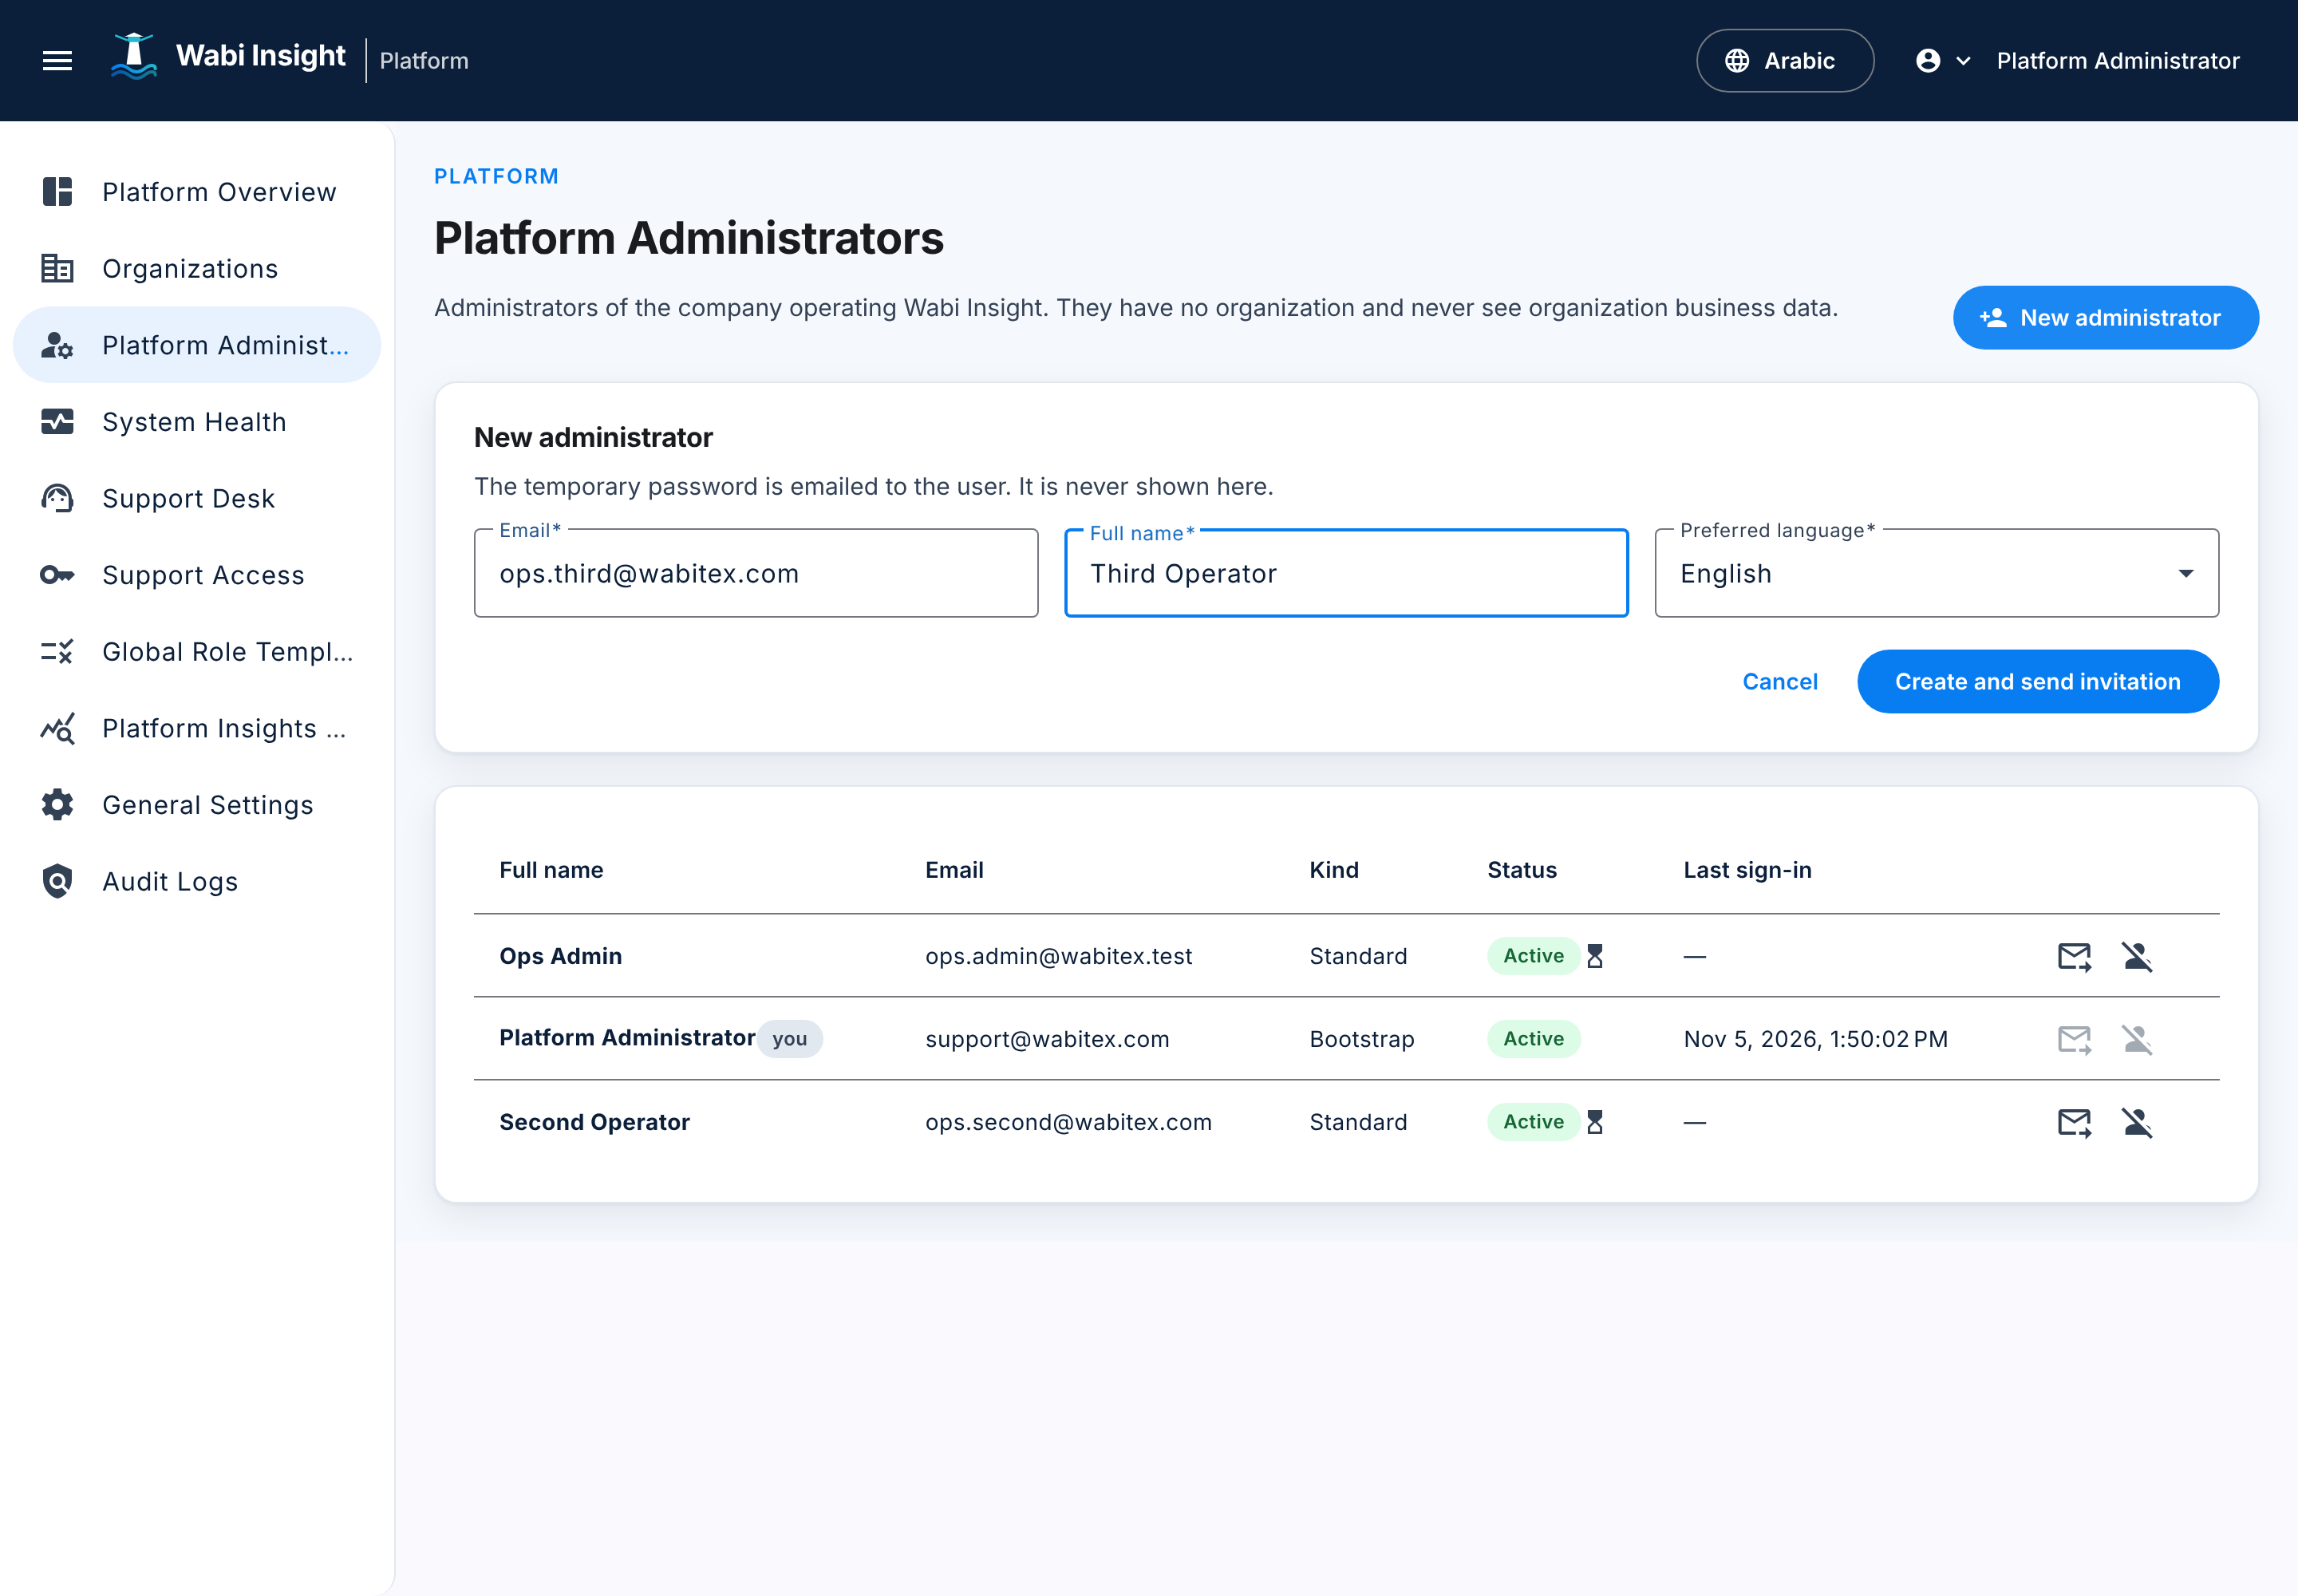 Wabi Insight
Platform
Arabic
Platform Administrator
Platform Overview
Organizations
Platform Administ...
System Health
Support Desk
Support Access
Global Role Templ...
Platform Insights ...
General Settings
Audit Logs
PLATFORM
Platform Administrators
Administrators of the company operating Wabi Insight. They have no organization and never see organization business data.
New administrator
New administrator
The temporary password is emailed to the user. It is never shown here.
Email* Full name* Preferred language*
ops.third@wabitex.com Third Operator English
Cancel Create and send invitation
Full name Email Kind Status Last sign-in
Ops Admin ops.admin@wabitex.test Standard Active —
Platform Administrator you support@wabitex.com Bootstrap Active Nov 5, 2026, 1:50:02 PM
Second Operator ops.second@wabitex.com Standard Active —